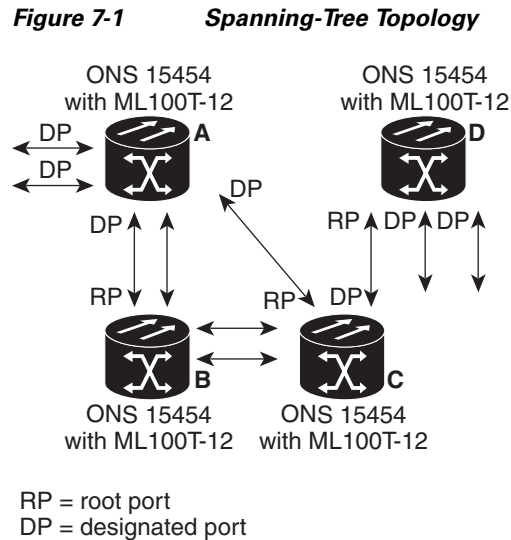 Figure 7-1 Spanning-Tree Topology
ONS 15454
with ML100T-12
ONS 15454
with ML100T-12
DP
A
D
DP
DP
DP
RP
DP
DP
RP
RP
DP
B
C
ONS 15454
with ML100T-12
ONS 15454
with ML100T-12
RP = root port
DP = designated port